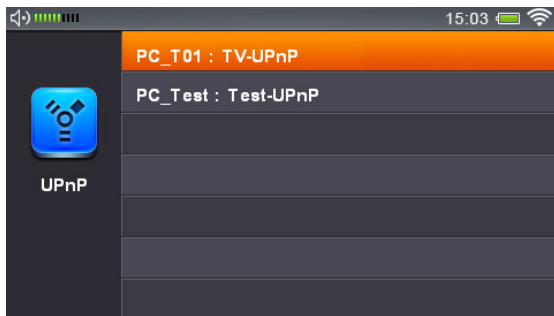 15:03
PC_T01 : TV-UPnP
PC_Test : Test-UPnP
UPnP